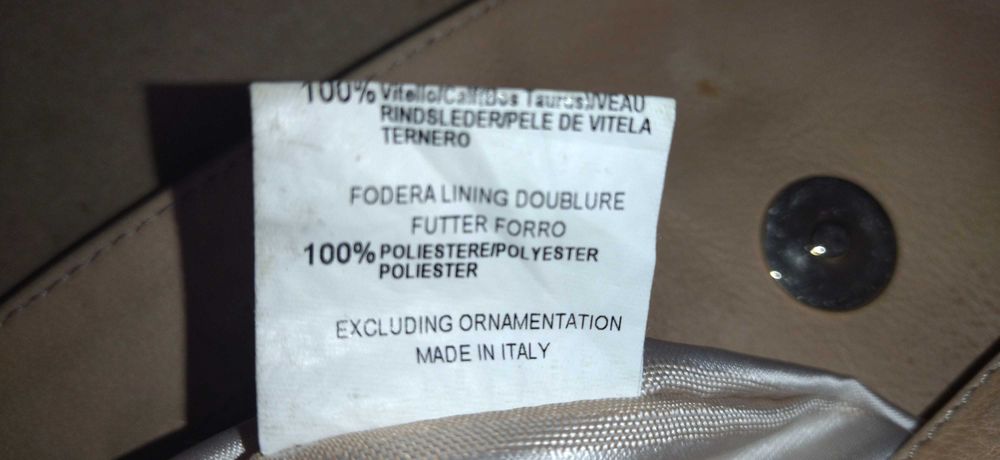 100% Vitello/Calf(Bos Taurus)/VEAU
RINDSLEDER/PELE DE VITELA
TERNERO
FODERA LINING DOUBLURE
FUTTER FORRO
100% POLIESTERE/POLYESTER
POLIESTER
EXCLUDING ORNAMENTATION
MADE IN ITALY